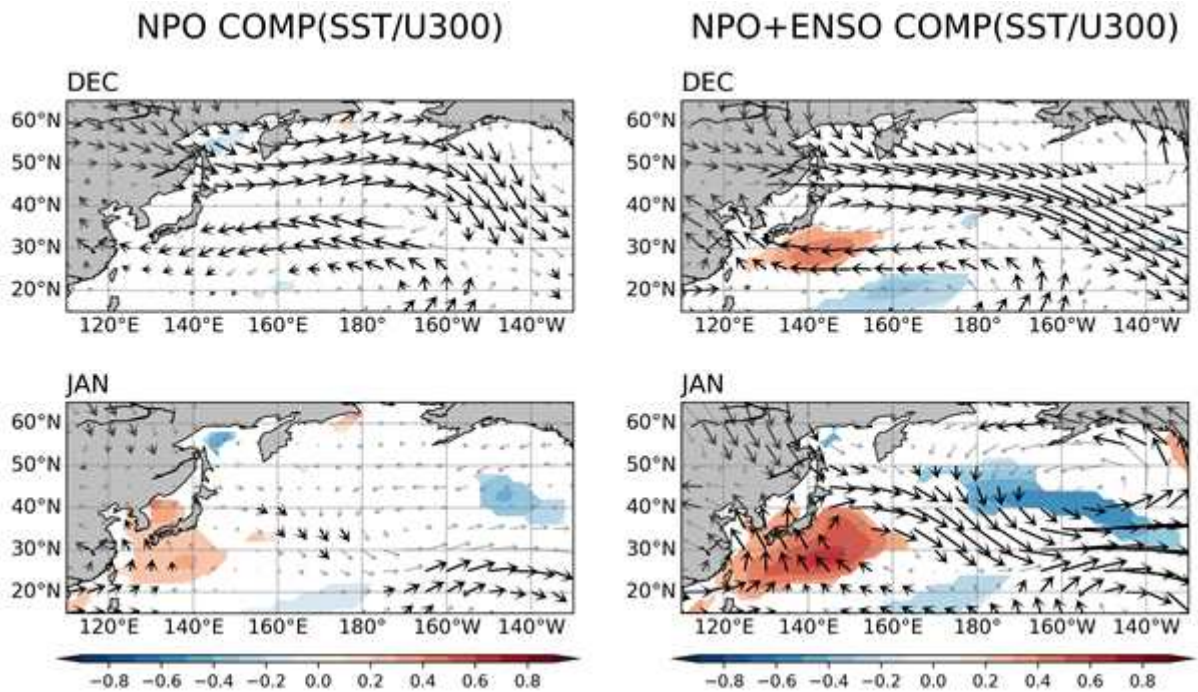 NPO COMP(SST/U300)
NPO+ENSO COMP(SST/U300)
DEC
60°N
50°N
40°N
30°N
20°N
120°E 140°E 160°E 180° 160°W 140°W
DEC
60°N
50°N
40°N
30°N
20°N
120°E 140°E 160°E 180° 160°W 140°W
JAN
60°N
50°N
40°N
30°N
20°N
120°E 140°E 160°E 180° 160°W 140°W
JAN
60°N
50°N
40°N
30°N
20°N
120°E 140°E 160°E 180° 160°W 140°W
−0.8 −0.6 −0.4 −0.2 0.0 0.2 0.4 0.6 0.8
−0.8 −0.6 −0.4 −0.2 0.0 0.2 0.4 0.6 0.8